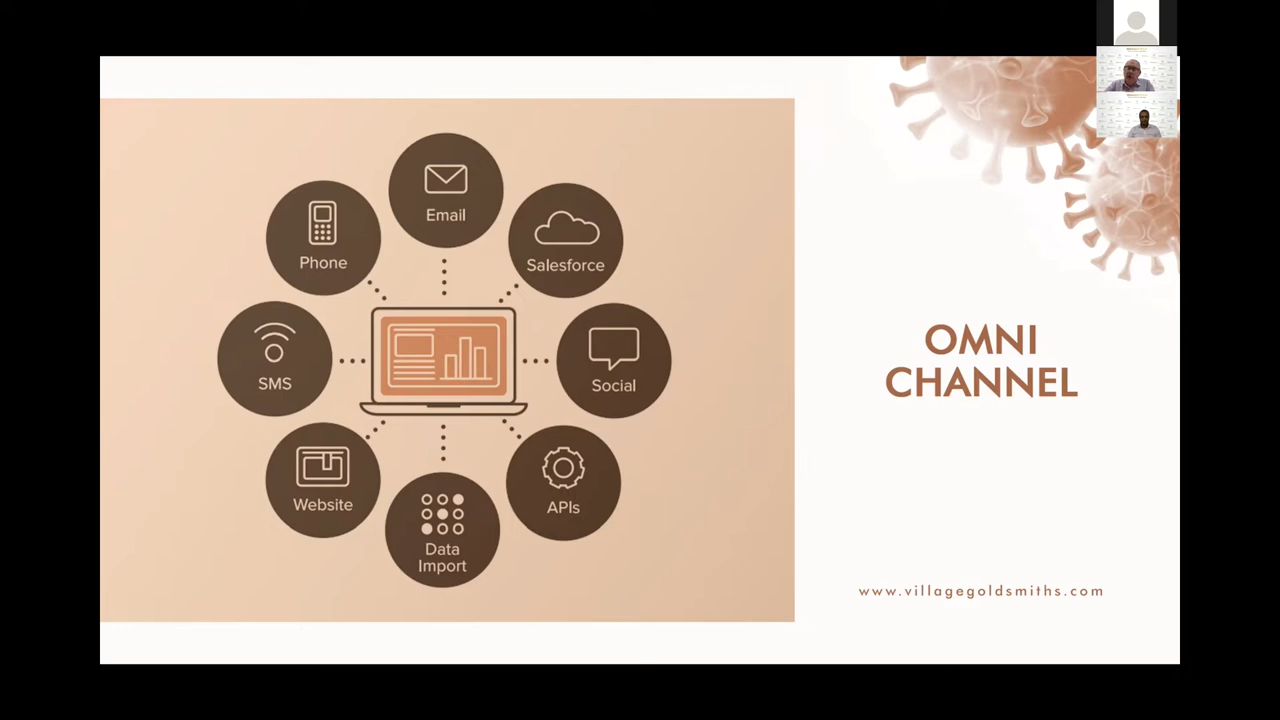 Email
Phone
Salesforce
SMS
Social
Website
APIs
Data
Import
OMNI
CHANNEL
www.villagegoldsmiths.com